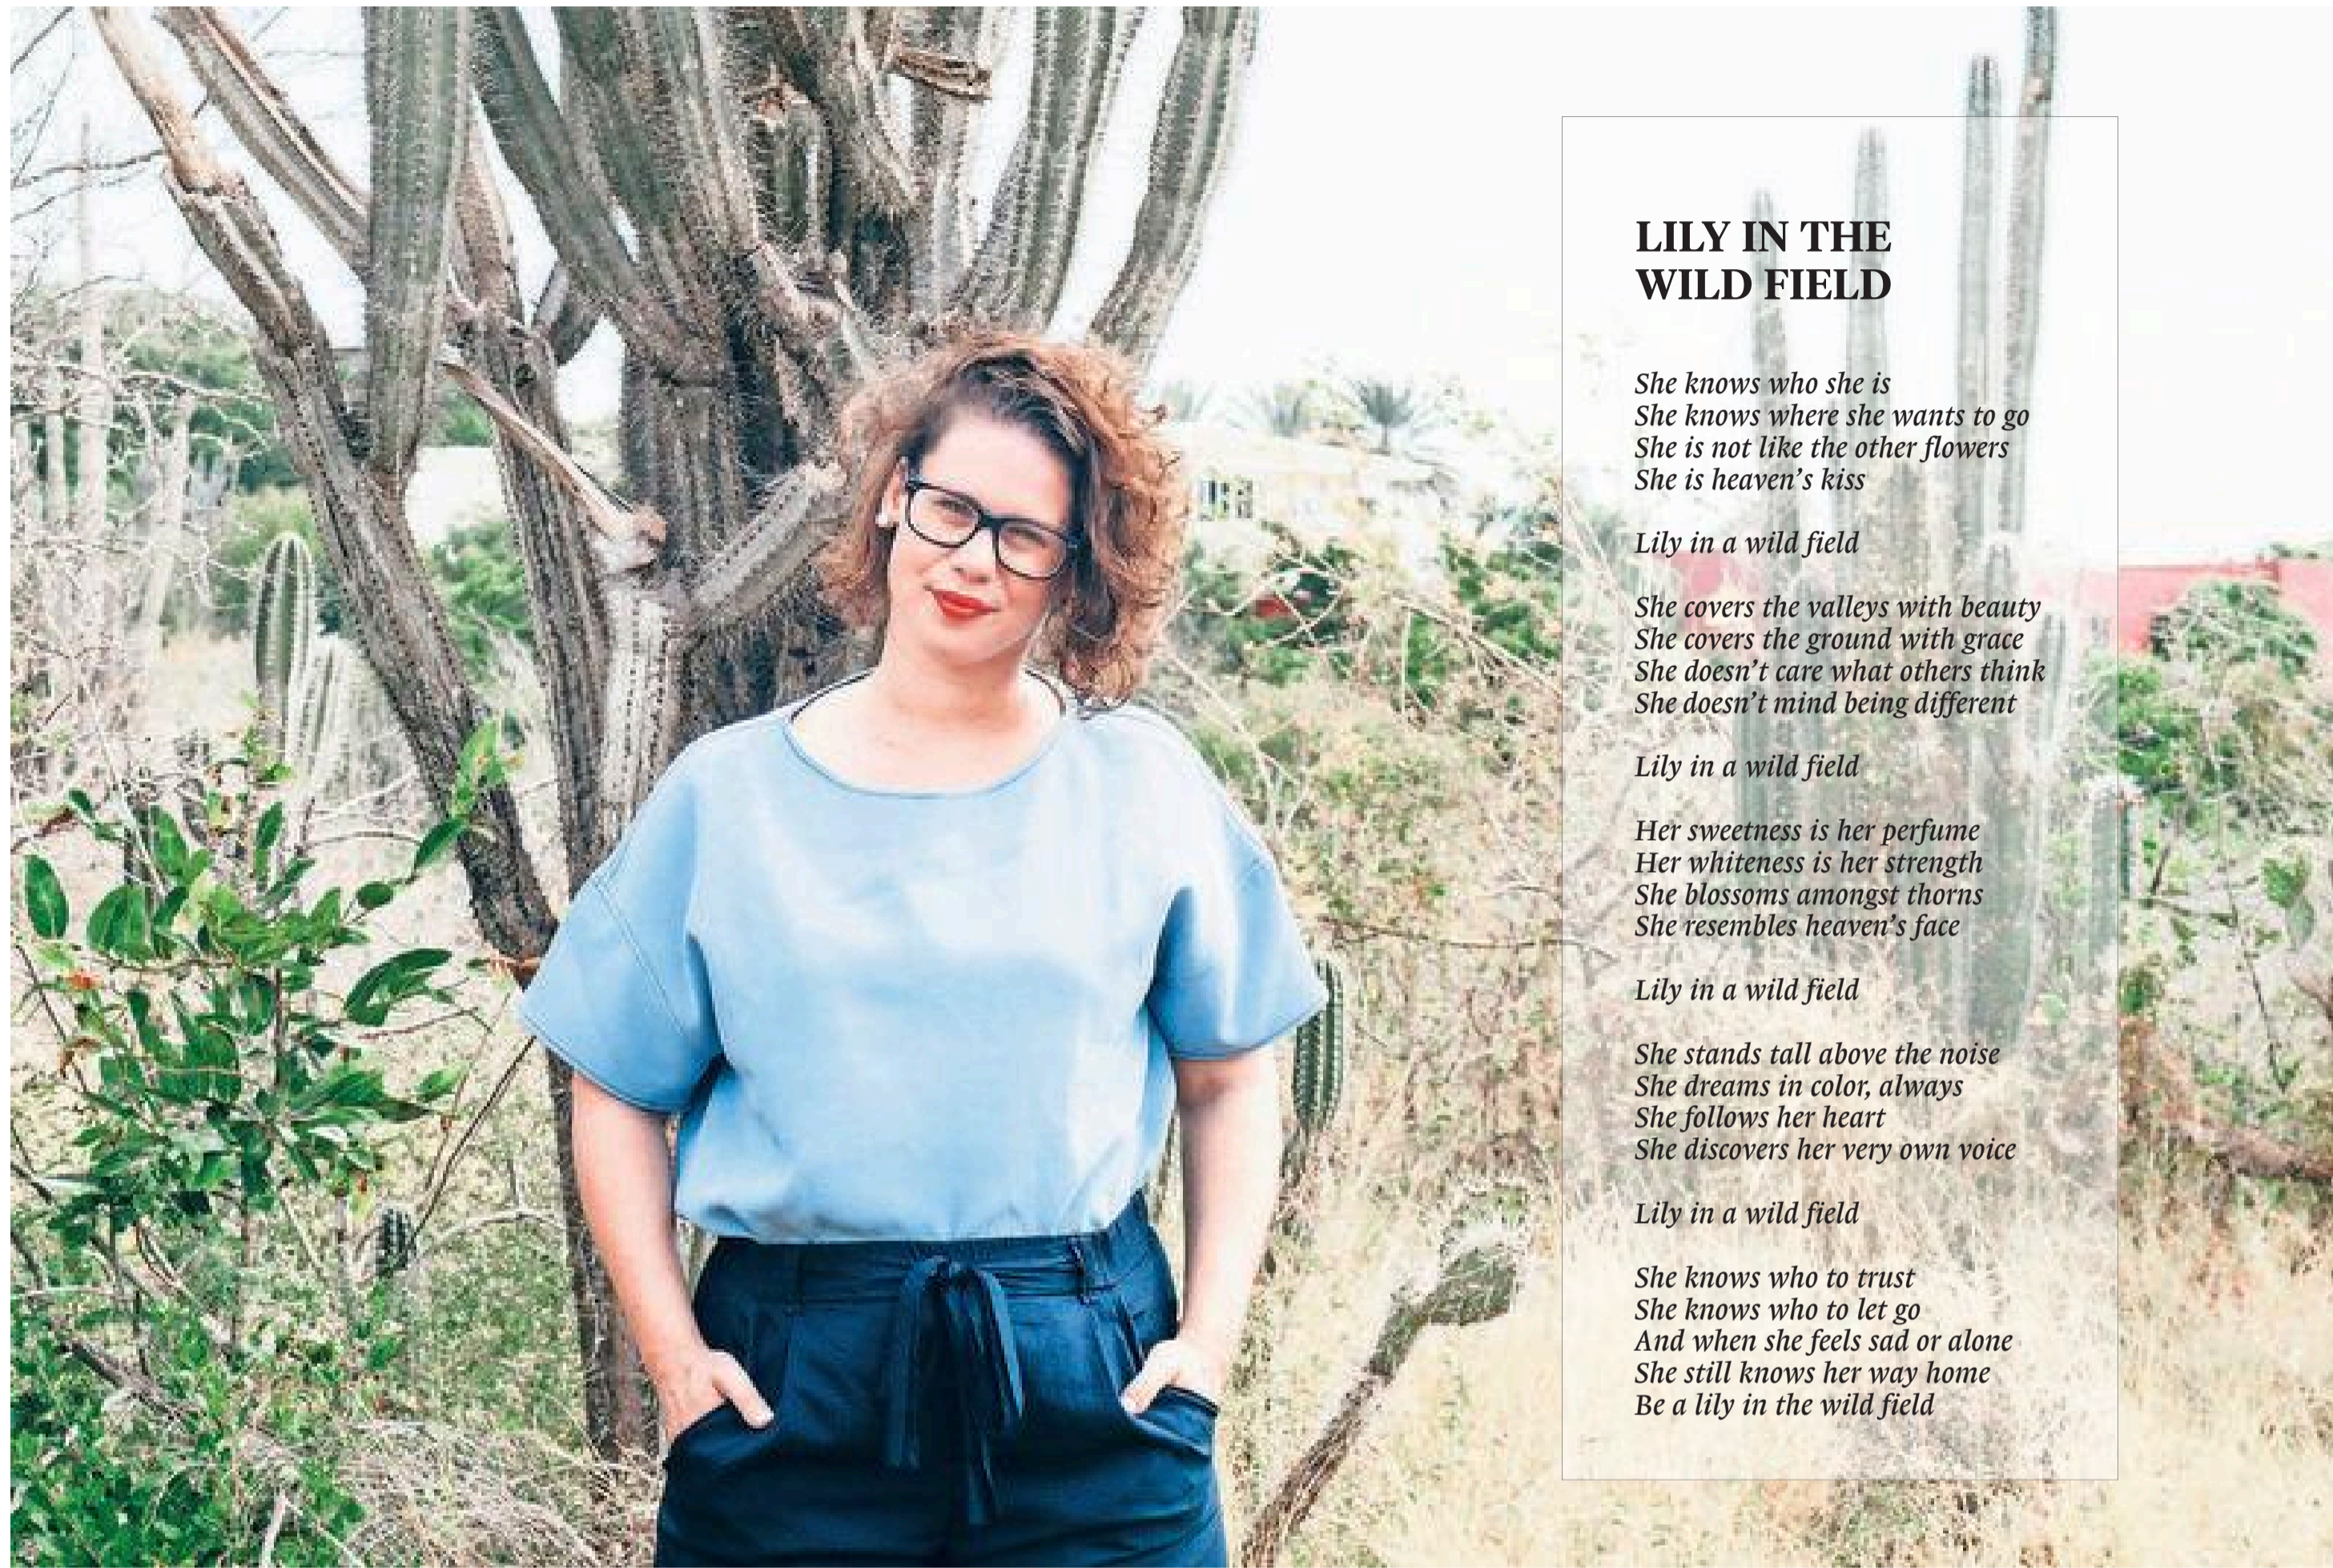 LILY IN THE
WILD FIELD
She knows who she is
She knows where she wants to go
She is not like the other flowers
She is heaven’s kiss
Lily in a wild field
She covers the valleys with beauty
She covers the ground with grace
She doesn’t care what others think
She doesn’t mind being different
Lily in a wild field
Her sweetness is her perfume
Her whiteness is her strength
She blossoms amongst thorns
She resembles heaven’s face
Lily in a wild field
She stands tall above the noise
She dreams in color, always
She follows her heart
She discovers her very own voice
Lily in a wild field
She knows who to trust
She knows who to let go
And when she feels sad or alone
She still knows her way home
Be a lily in the wild field